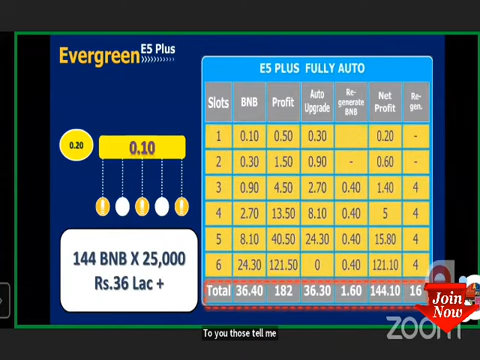 Evergreen E5 Plus
E5 PLUS FULLY AUTO
Slots BNB Profit Auto Upgrade Re-generate BNB Net Profit Re-gen.
1 0.10 0.50 0.30 0.20 -
2 0.30 1.50 0.90 - 0.60 -
3 0.90 4.50 2.70 0.40 1.40 4
4 2.70 13.50 8.10 0.40 5 4
5 8.10 40.50 24.30 0.40 15.80 4
6 24.30 121.50 0 0.40 121.10 4
Total 36.40 182 36.30 1.60 144.10 16
0.20
0.10
144 BNB X 25,000
Rs.36 Lac +
Join
Now
zoom
To you those tell me